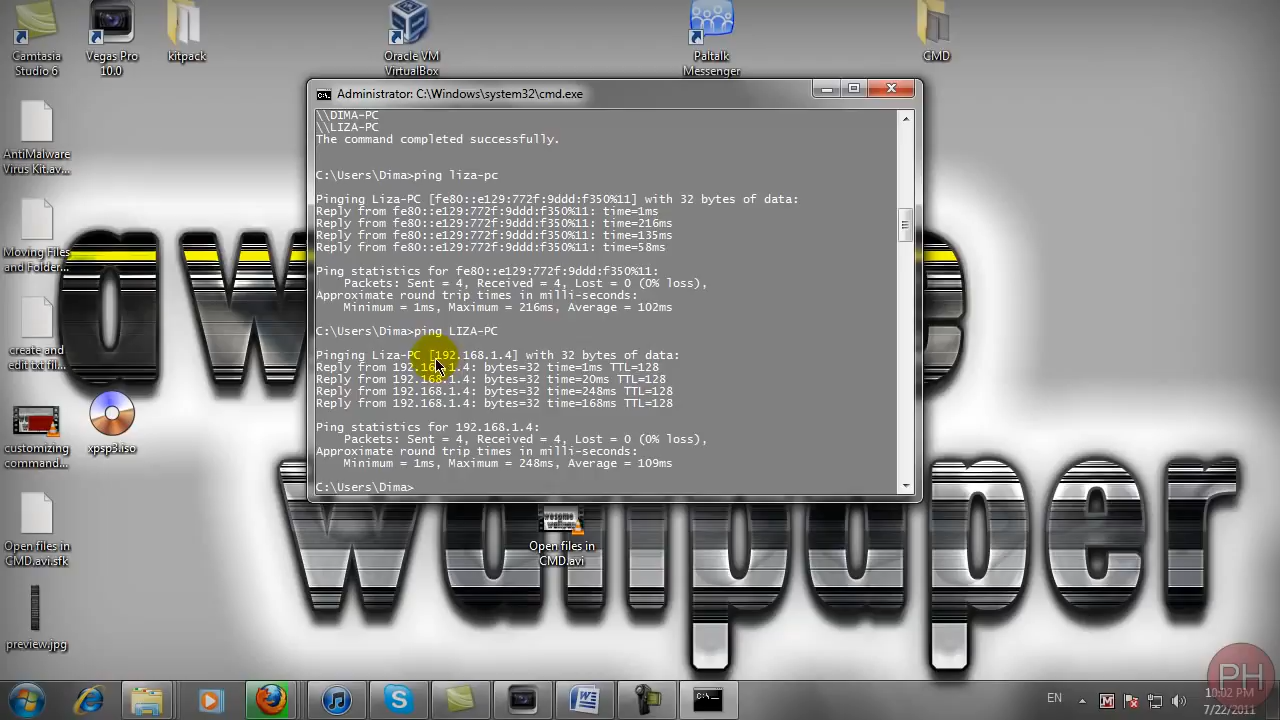 Camtasia
Studio 6
Vegas Pro
10.0
kitpack
Oracle VM
VirtualBox
Paltalk
Messenger
CMD
AntiMalware
Virus Kit.av...
Moving Files
and Folder...
create and
edit txt fil...
customizing
command...
xpsp3.iso
Open files in
CMD.avi.sfk
preview.jpg
Administrator: C:\Windows\system32\cmd.exe
\\DIMA-PC
\\LIZA-PC
The command completed successfully.
C:\Users\Dima>ping liza-pc
Pinging Liza-PC [fe80::e129:772f:9ddd:f350%11] with 32 bytes of data:
Reply from fe80::e129:772f:9ddd:f350%11: time=1ms
Reply from fe80::e129:772f:9ddd:f350%11: time=216ms
Reply from fe80::e129:772f:9ddd:f350%11: time=135ms
Reply from fe80::e129:772f:9ddd:f350%11: time=58ms
Ping statistics for fe80::e129:772f:9ddd:f350%11:
Packets: Sent = 4, Received = 4, Lost = 0 (0% loss),
Approximate round trip times in milli-seconds:
Minimum = 1ms, Maximum = 216ms, Average = 102ms
C:\Users\Dima>ping LIZA-PC
Pinging Liza-PC [192.168.1.4] with 32 bytes of data:
Reply from 192.168.1.4: bytes=32 time=1ms TTL=128
Reply from 192.168.1.4: bytes=32 time=20ms TTL=128
Reply from 192.168.1.4: bytes=32 time=248ms TTL=128
Reply from 192.168.1.4: bytes=32 time=168ms TTL=128
Ping statistics for 192.168.1.4:
Packets: Sent = 4, Received = 4, Lost = 0 (0% loss),
Approximate round trip times in milli-seconds:
Minimum = 1ms, Maximum = 248ms, Average = 109ms
C:\Users\Dima>
Open files in
CMD.avi
wallpaper
EN
10:02 PM
7/22/2011
PH